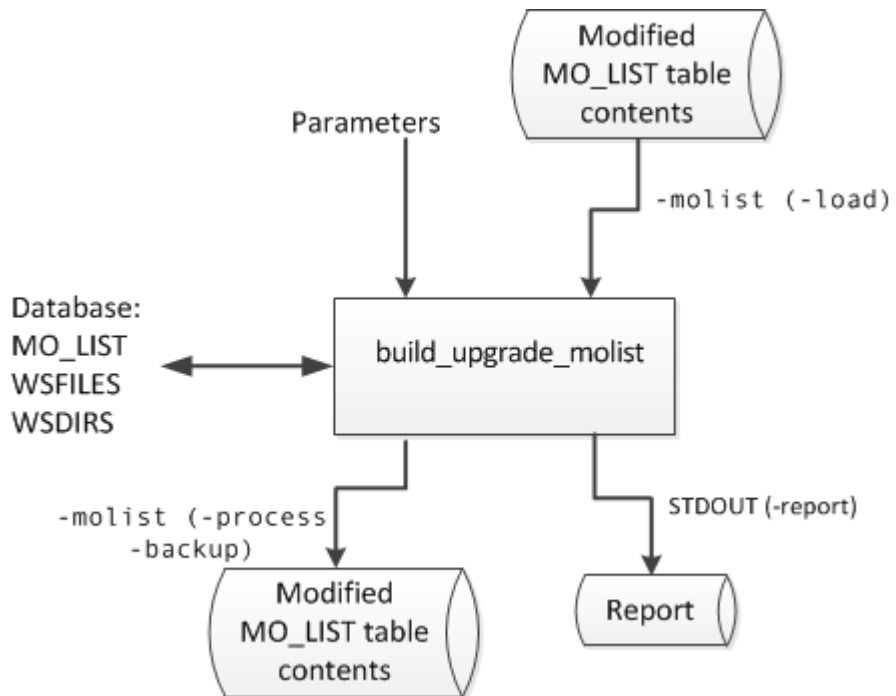 Modified
MO_LIST table
contents
Parameters
-molist (-load)
Database:
MO_LIST
WSFILES
WSDIRS
build_upgrade_molist
-molist (-process
-backup)
STDOUT (-report)
Modified
MO_LIST table
contents
Report